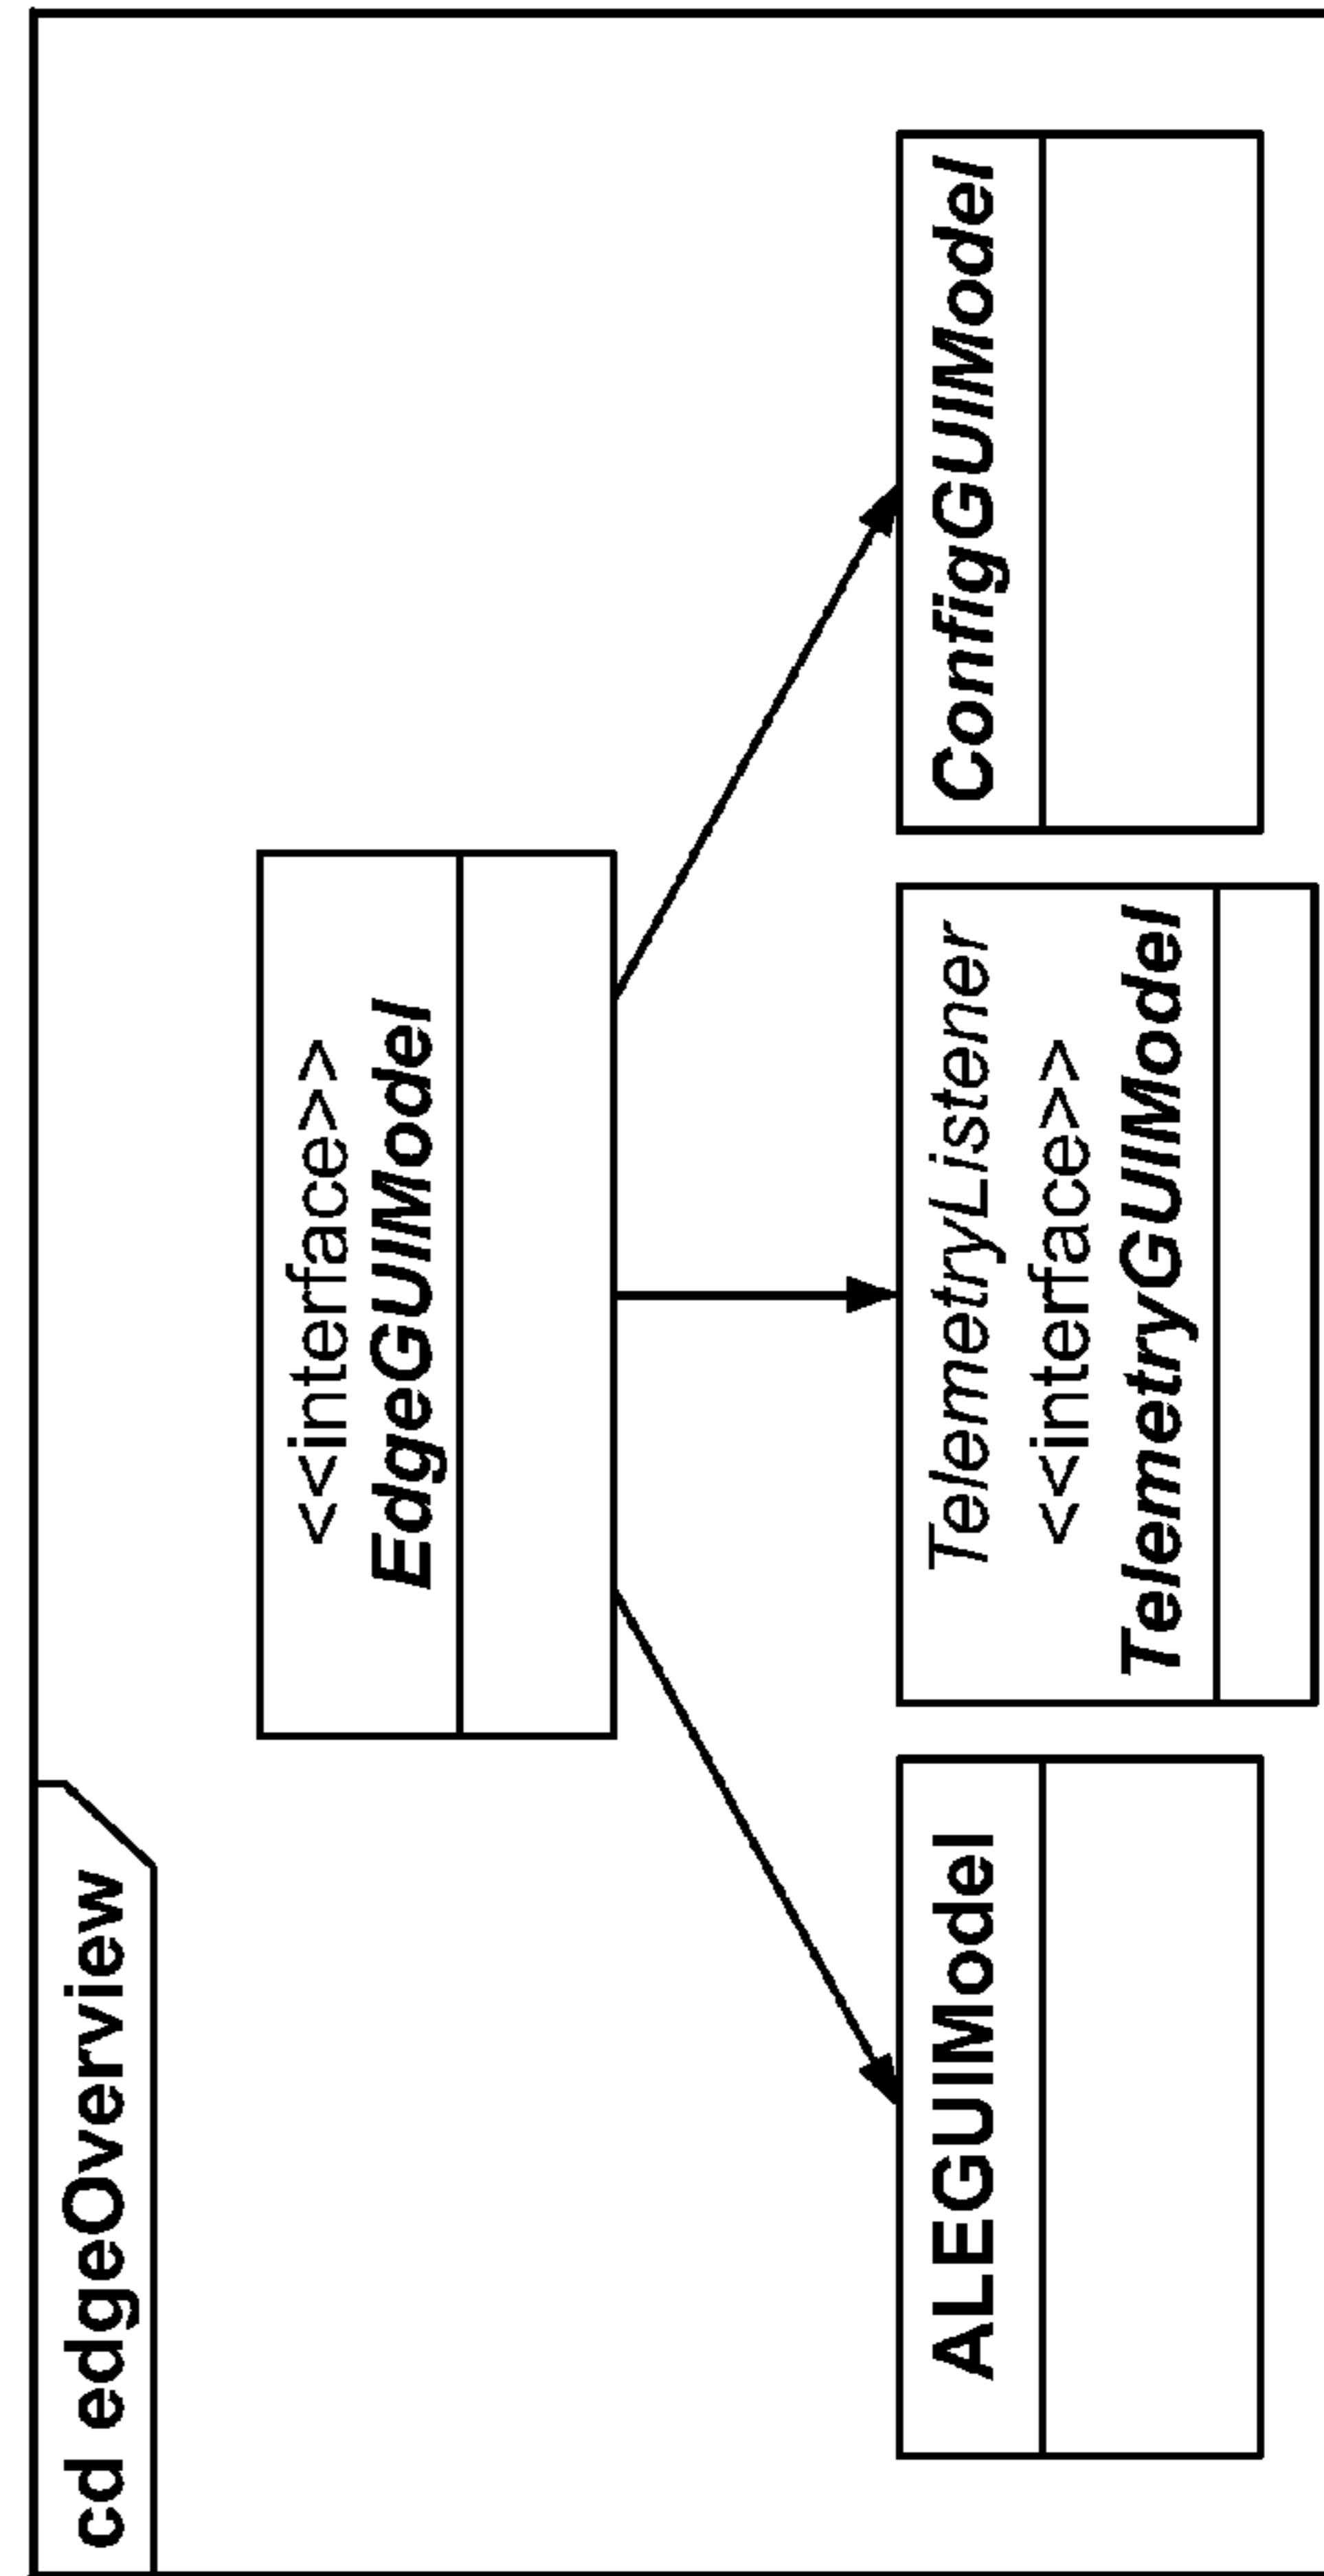 cd edgeOverview
<<interface>>
EdgeGUIModel
ALEGUIModel
TelemetryListener
<<interface>>
TelemetryGUIModel
ConfigGUIModel